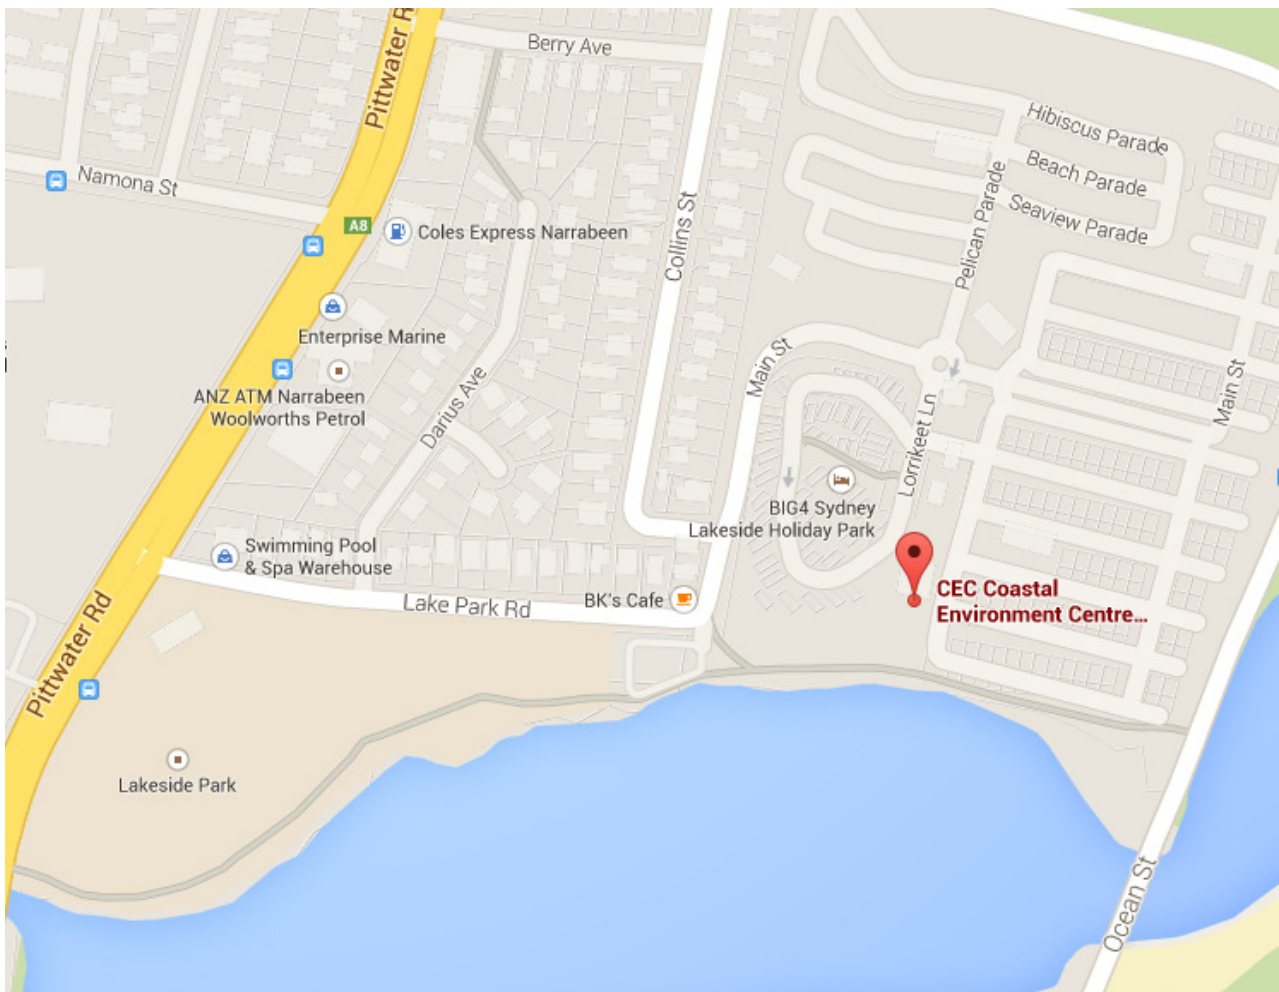 Pittwater R
Berry Ave
Hibiscus Parade
Beach Parade
Seaview Parade
Pelican Parade
Namona St
A8
Coles Express Narrabeen
Collins St
Enterprise Marine
ANZ ATM Narrabeen
Woolworths Petrol
Darius Ave
Main St
Main St
Lorrikeet Ln
BIG4 Sydney
Lakeside Holiday Park
Swimming Pool
& Spa Warehouse
Lake Park Rd
BK's Cafe
CEC Coastal
Environment Centre...
Pittwater Rd
Lakeside Park
Ocean St